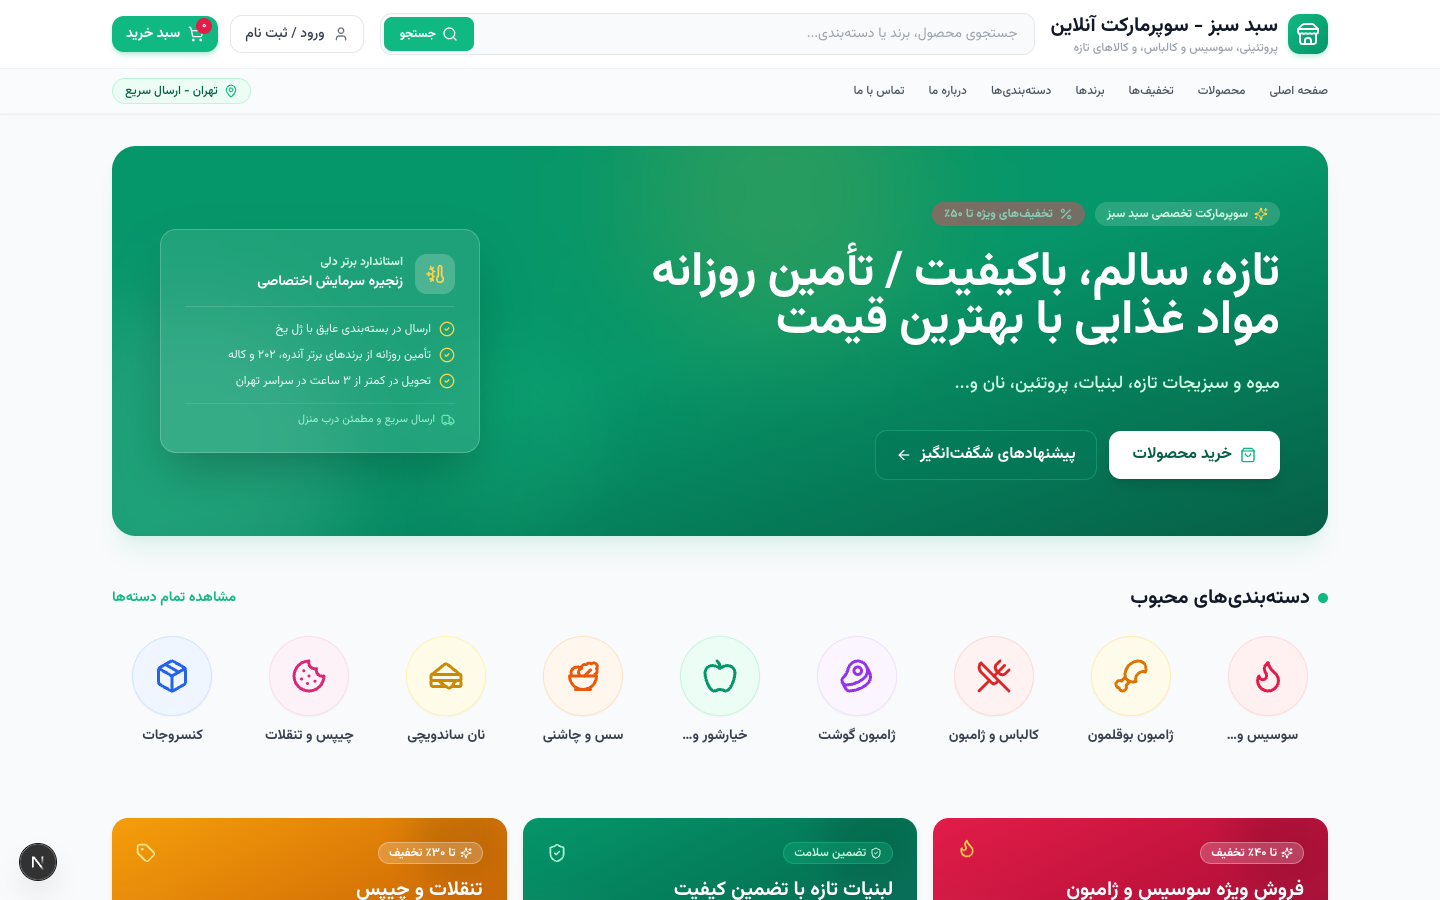 سبد سبز - سوپرمارکت آنلاین
پروتئینی، سوسیس و کالباس، و کالاهای تازه
جستجوی محصول، برند یا دسته‌بندی...
جستجو
ورود / ثبت نام
سبد خرید
۰
صفحه اصلی
محصولات
تخفیف‌ها
برندها
دسته‌بندی‌ها
درباره ما
تماس با ما
تهران - ارسال سریع
سوپرمارکت تخصصی سبد سبز
تخفیف‌های ویژه تا ۵۰٪
تازه، سالم، باکیفیت / تأمین روزانه
مواد غذایی با بهترین قیمت
میوه و سبزیجات تازه، لبنیات، پروتئین، نان و...
خرید محصولات
پیشنهادهای شگفت‌انگیز
استاندارد برتر دلی
زنجیره سرمایش اختصاصی
ارسال در بسته‌بندی عایق با ژل یخ
تأمین روزانه از برندهای برتر آندره، ۲۰۲ و کاله
تحویل در کمتر از ۳ ساعت در سراسر تهران
ارسال سریع و مطمئن درب منزل
دسته‌بندی‌های محبوب
مشاهده تمام دسته‌ها
سوسیس و...
ژامبون بوقلمون
کالباس و ژامبون
ژامبون گوشت
خیارشور و...
سس و چاشنی
نان ساندویچی
چیپس و تنقلات
کنسروجات
تا ۴۰٪ تخفیف
فروش ویژه سوسیس و ژامبون
تضمین سلامت
لبنیات تازه با تضمین کیفیت
تا ۳۰٪ تخفیف
تنقلات و چیپس
N